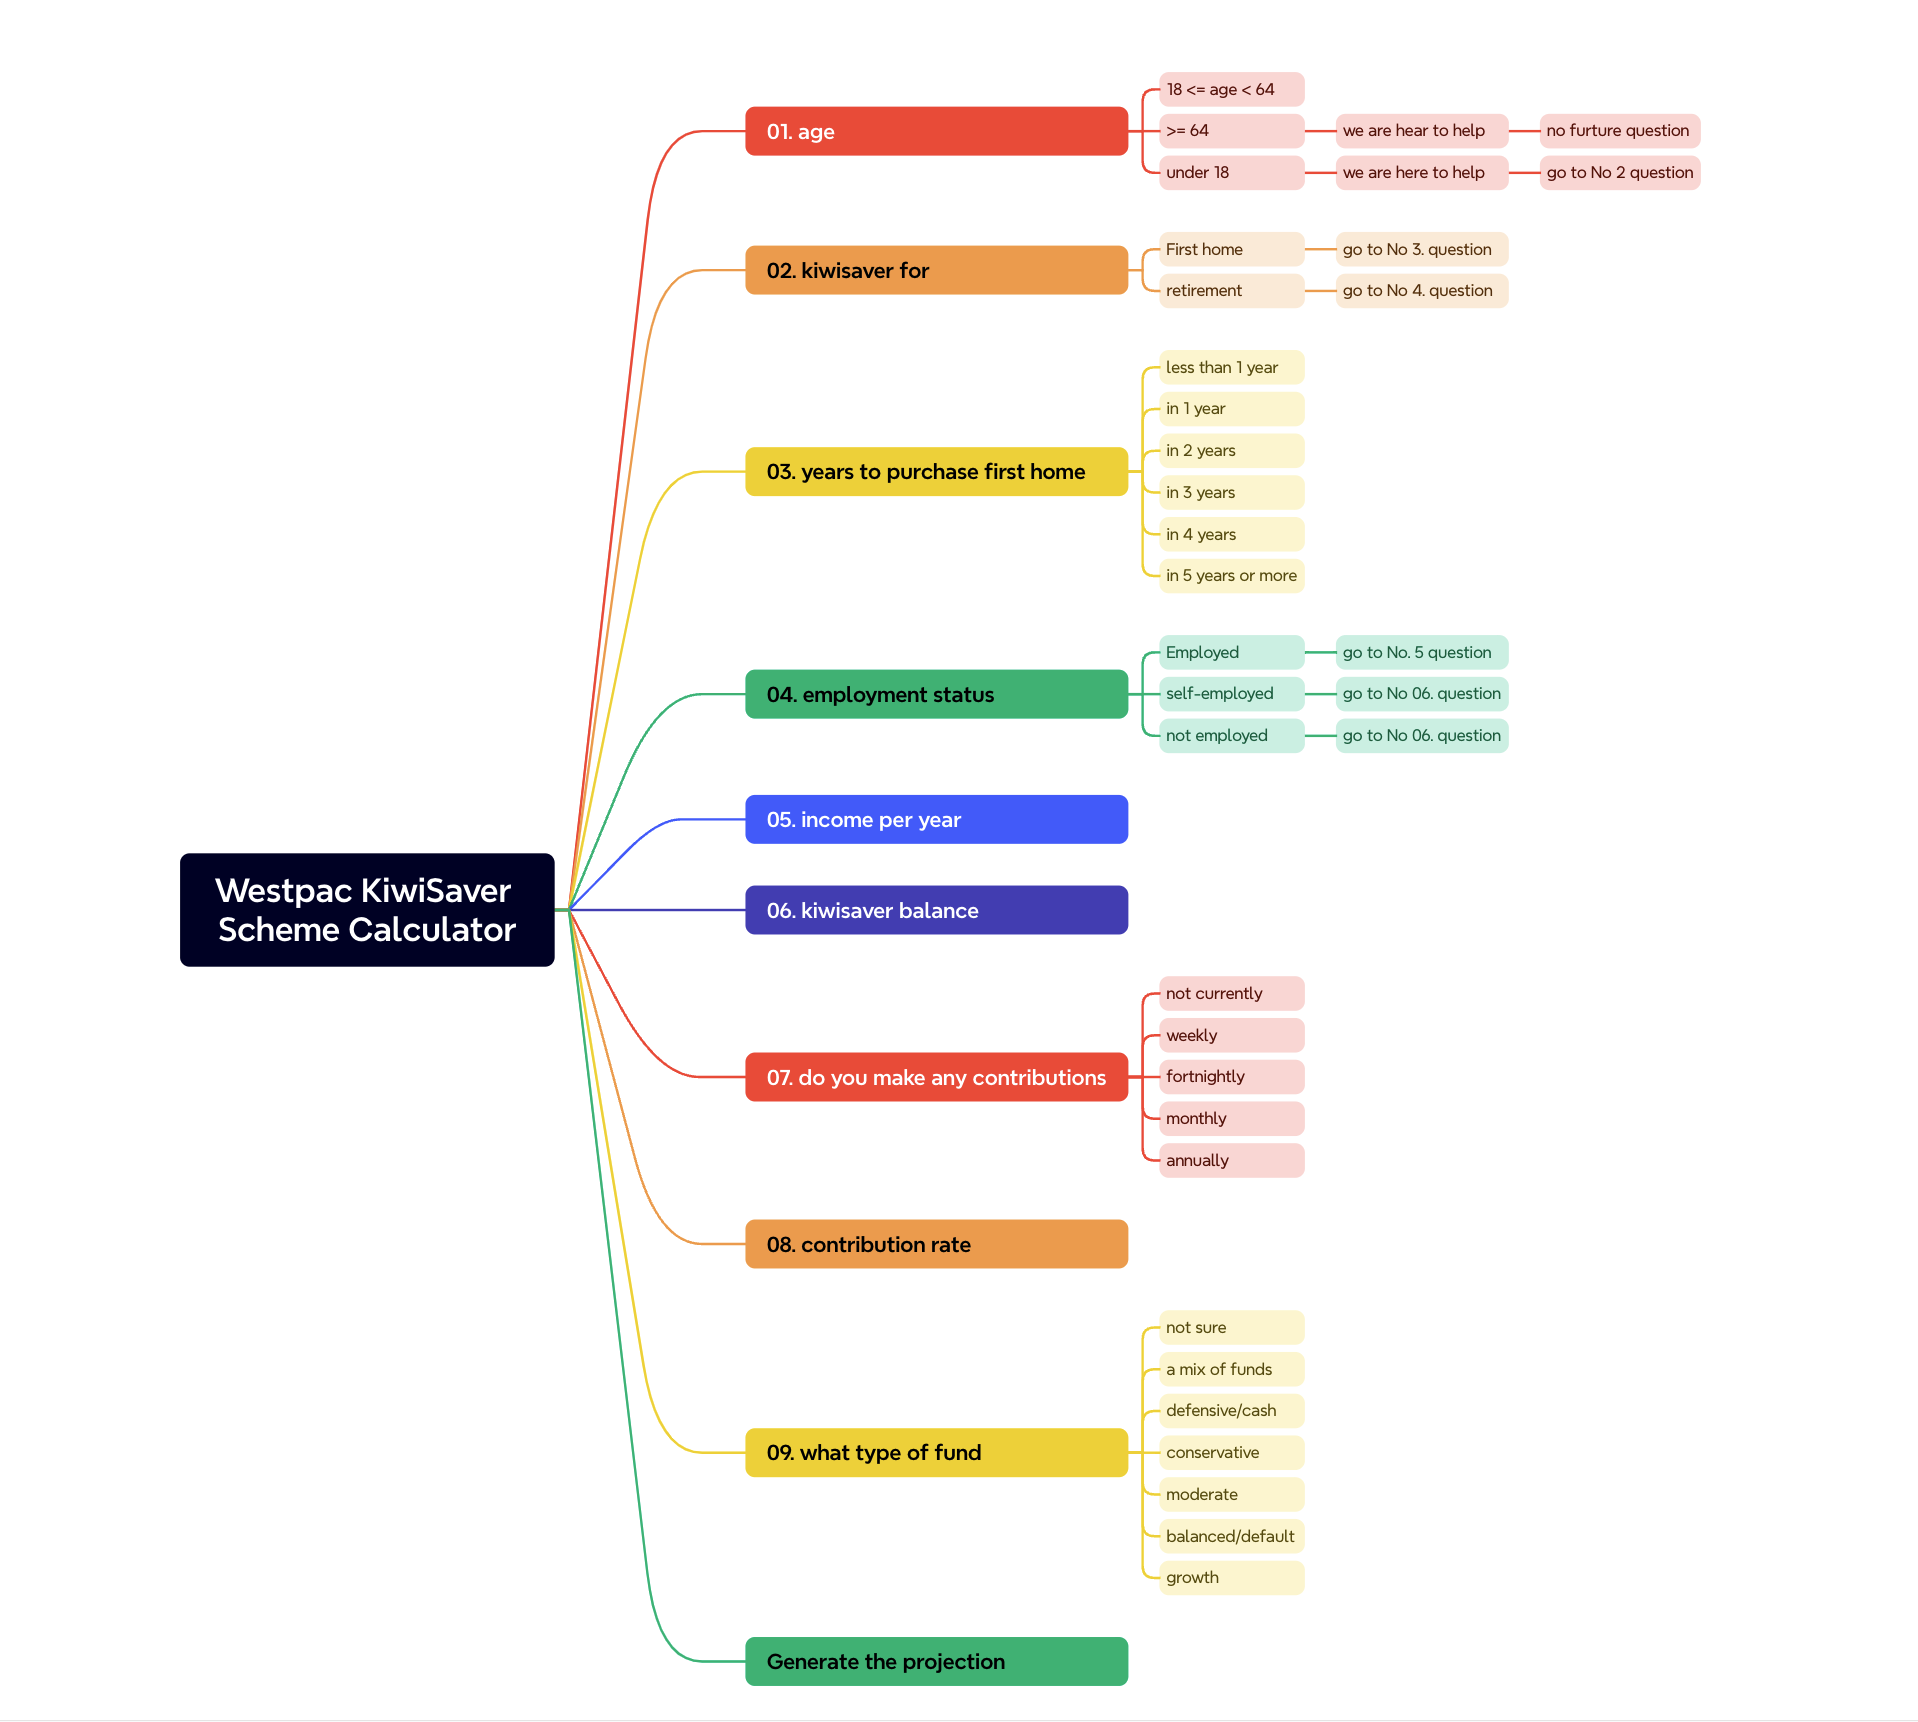 01. age
18 <= age < 64
>= 64
we are hear to help
no furture question
under 18
we are here to help
go to No 2 question
02. kiwisaver for
First home
go to No 3. question
retirement
go to No 4. question
03. years to purchase first home
less than 1 year
in 1 year
in 2 years
in 3 years
in 4 years
in 5 years or more
04. employment status
Employed
go to No. 5 question
self-employed
go to No 06. question
not employed
go to No 06. question
05. income per year
Westpac KiwiSaver
Scheme Calculator
06. kiwisaver balance
07. do you make any contributions
not currently
weekly
fortnightly
monthly
annually
08. contribution rate
09. what type of fund
not sure
a mix of funds
defensive/cash
conservative
moderate
balanced/default
growth
Generate the projection